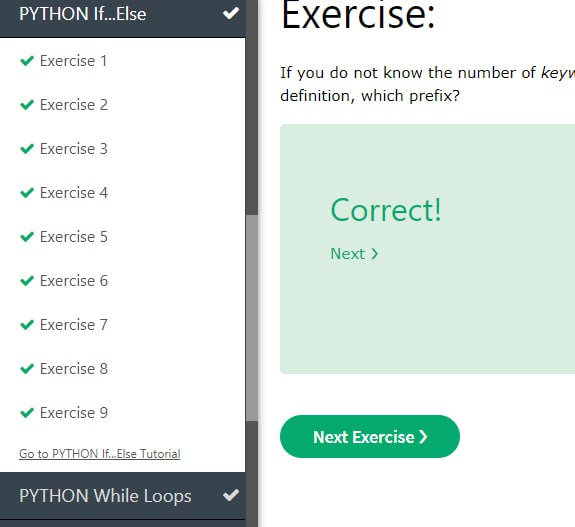 PYTHON If...Else
Exercise 1
Exercise 2
Exercise 3
Exercise 4
Exercise 5
Exercise 6
Exercise 7
Exercise 8
Exercise 9
Go to PYTHON If...Else Tutorial
PYTHON While Loops
Exercise:
If you do not know the number of
definition, which prefix?
Correct!
Next ❯
Next Exercise ❯